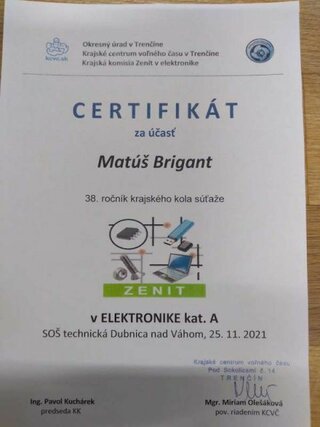 kcvc.sk
Okresný úrad v Trenčíne
Krajské centrum voľného času v Trenčíne
Krajská komisia Zenit v elektronike
CERTIFIKÁT
za účasť
Matúš Brigant
38. ročník krajského kola súťaže
ZENIT
v ELEKTRONIKE kat. A
SOŠ technická Dubnica nad Váhom, 25. 11. 2021
Krajské centrum voľného času
Pod Sokolicami č. 14
TRENČÍN
Ing. Pavol Kuchárek
predseda KK
Mgr. Miriam Olešáková
pov. riadením KCVČ